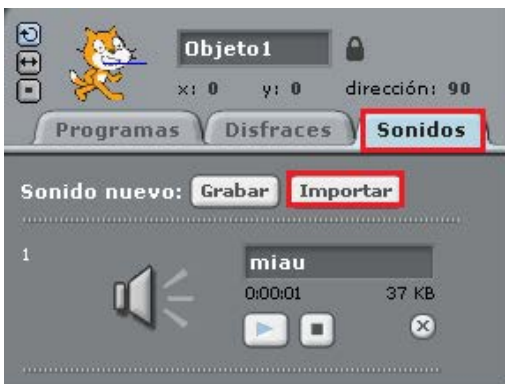 Objeto1
x: 0 y: 0 dirección: 90
Programas Disfraces Sonidos
Sonido nuevo: Grabar Importar
1
miau
0:00:01 37 KB